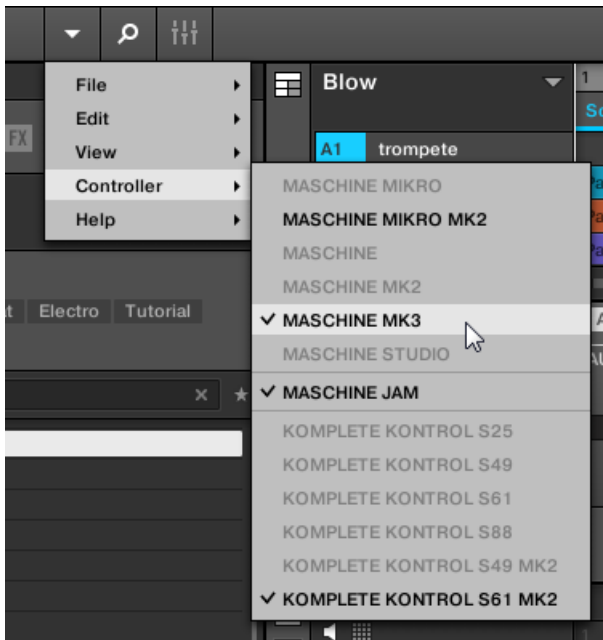 File
Edit
View
Controller
Help
FX
Electro
Tutorial
Blow
1
A1 trompete
MASCHINE MIKRO
MASCHINE MIKRO MK2
MASCHINE
MASCHINE MK2
MASCHINE MK3
MASCHINE STUDIO
MASCHINE JAM
KOMPLETE KONTROL S25
KOMPLETE KONTROL S49
KOMPLETE KONTROL S61
KOMPLETE KONTROL S88
KOMPLETE KONTROL S49 MK2
KOMPLETE KONTROL S61 MK2